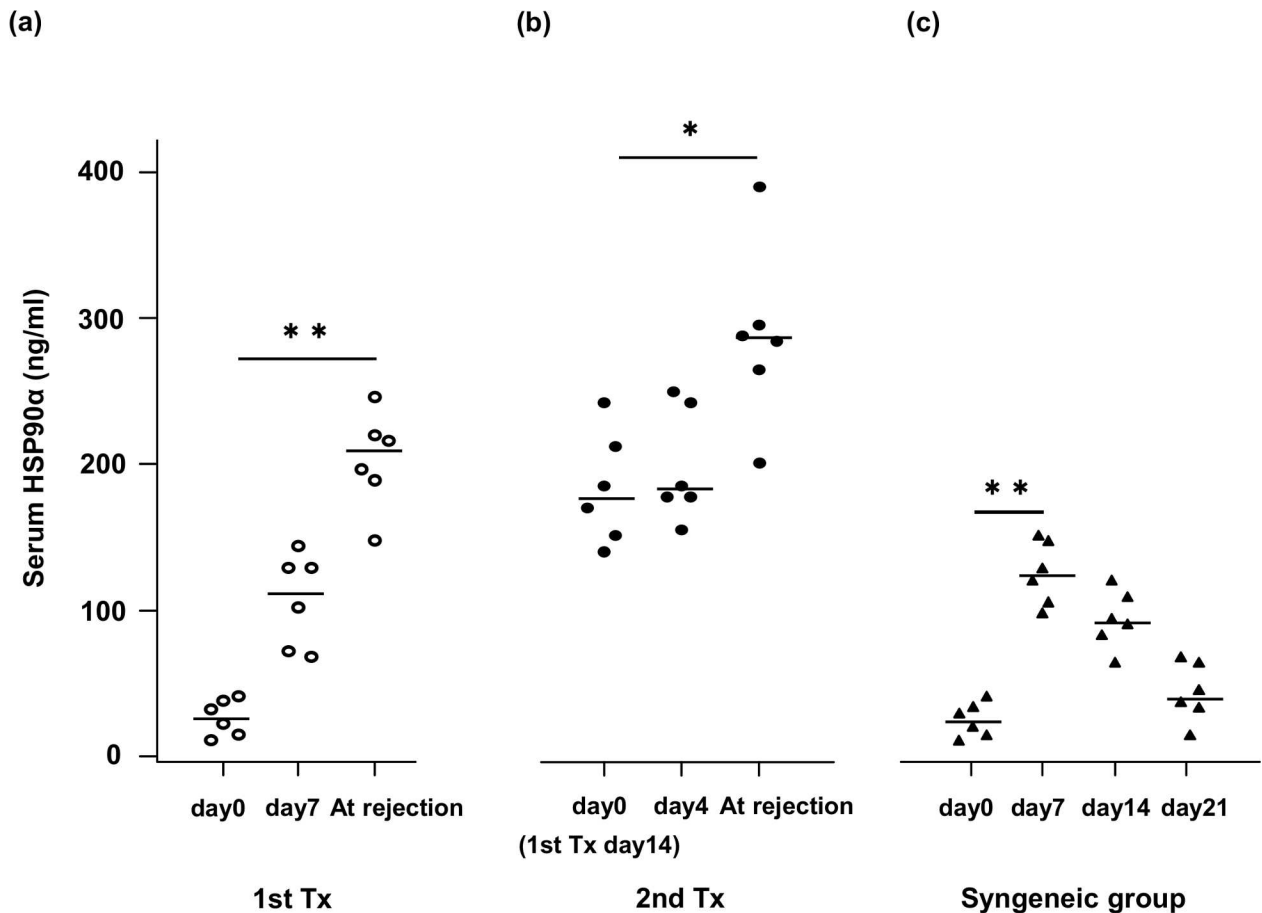 (a)
(b)
(c)
Serum HSP90α (ng/ml)
400
300
200
100
0
* *
*
* *
day0 day7 At rejection
day0 day4 At rejection
day0 day7 day14 day21
(1st Tx day14)
1st Tx
2nd Tx
Syngeneic group